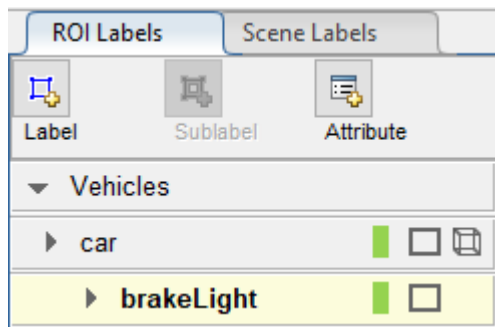 ROI Labels Scene Labels
Label Sublabel Attribute
Vehicles
car
brakeLight